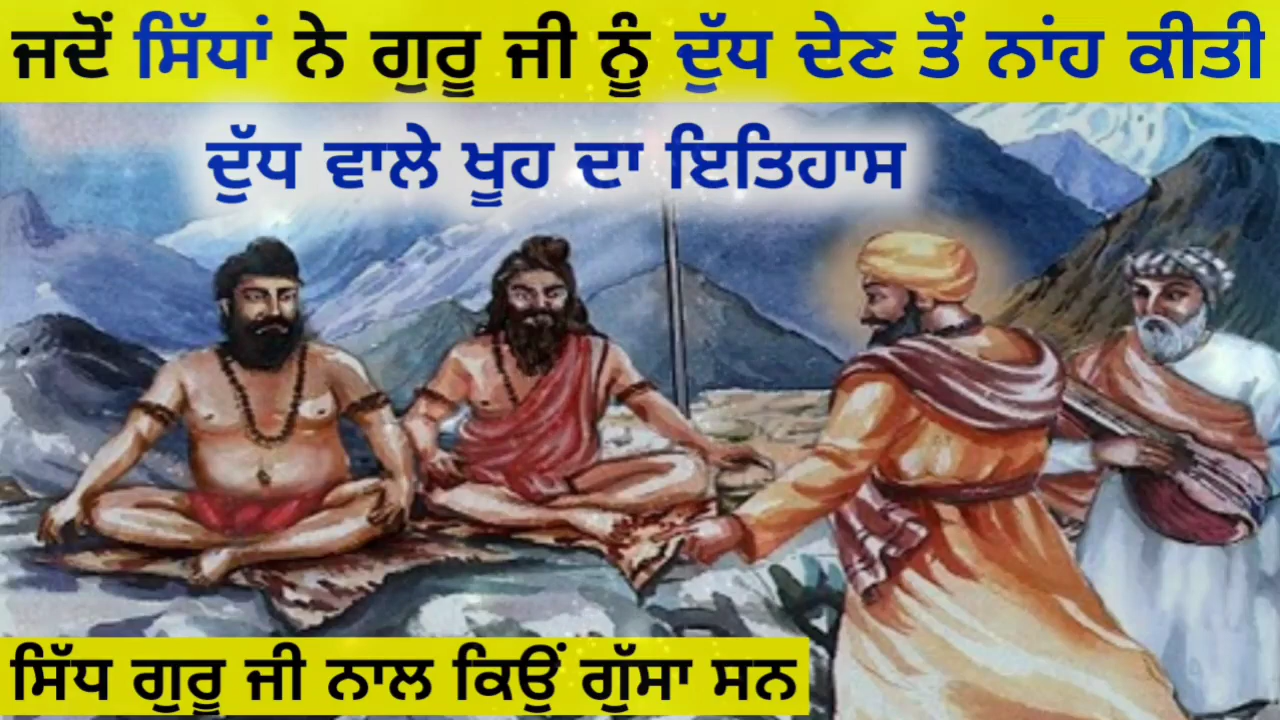 ਜਦੋਂ ਸਿੱਧਾਂ ਨੇ ਗੁਰੂ ਜੀ ਨੂੰ ਦੁੱਧ ਦੇਣ ਤੋਂ ਨਾਂਹ ਕੀਤੀ
ਦੁੱਧ ਵਾਲੇ ਖੂਹ ਦਾ ਇਤਿਹਾਸ
ਸਿੱਧ ਗੁਰੂ ਜੀ ਨਾਲ ਕਿਉਂ ਗੁੱਸਾ ਸਨ